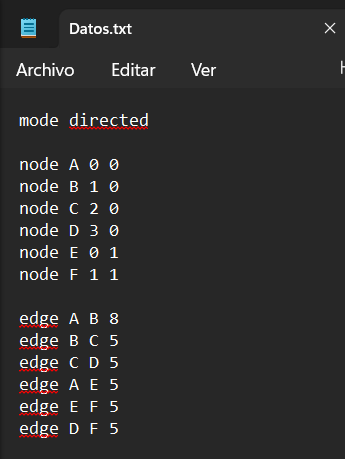 Datos.txt
Archivo Editar Ver
mode directed
node A 0 0
node B 1 0
node C 2 0
node D 3 0
node E 0 1
node F 1 1
edge A B 8
edge B C 5
edge C D 5
edge A E 5
edge E F 5
edge D F 5